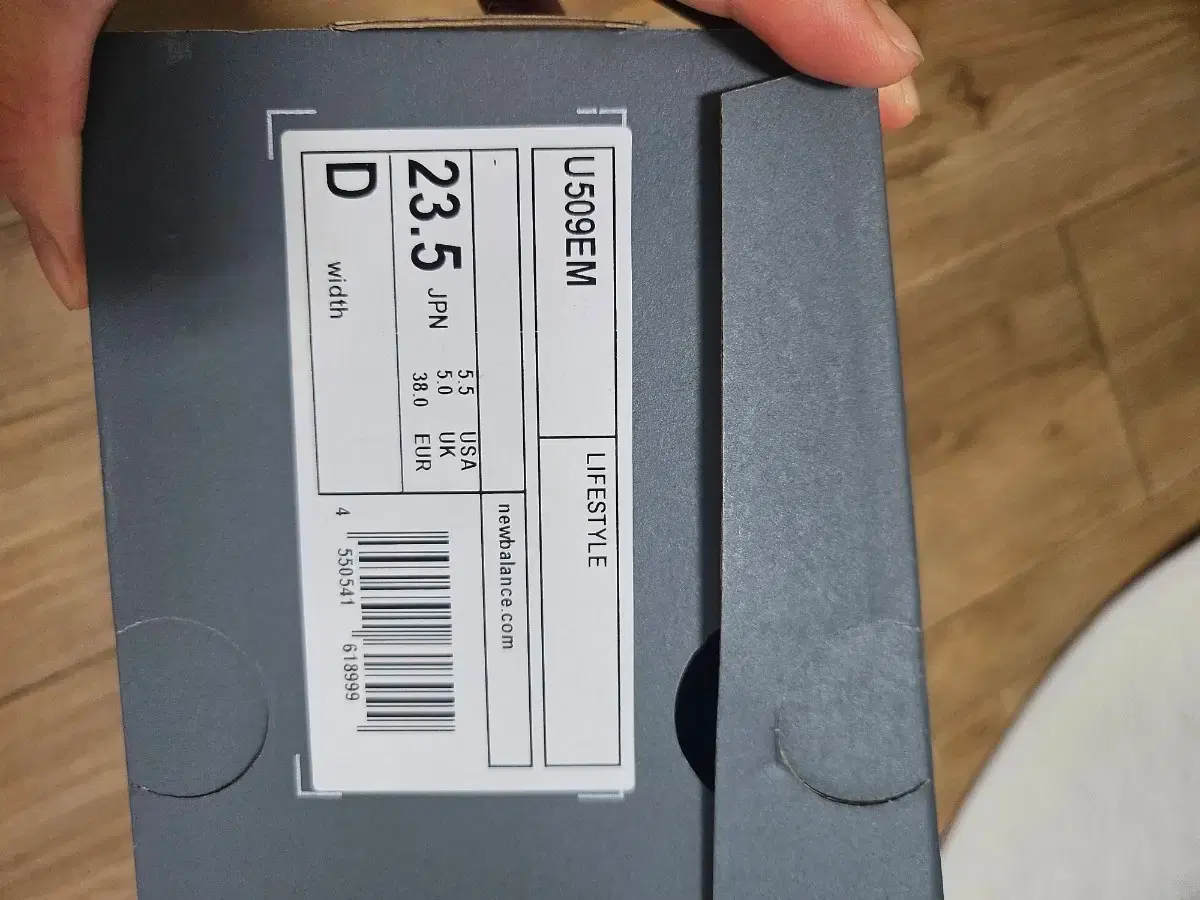 U509EM
LIFESTYLE
-
newbalance.com
23.5 JPN
5.5 USA
5.0 UK
38.0 EUR
D width
4 550541 618999